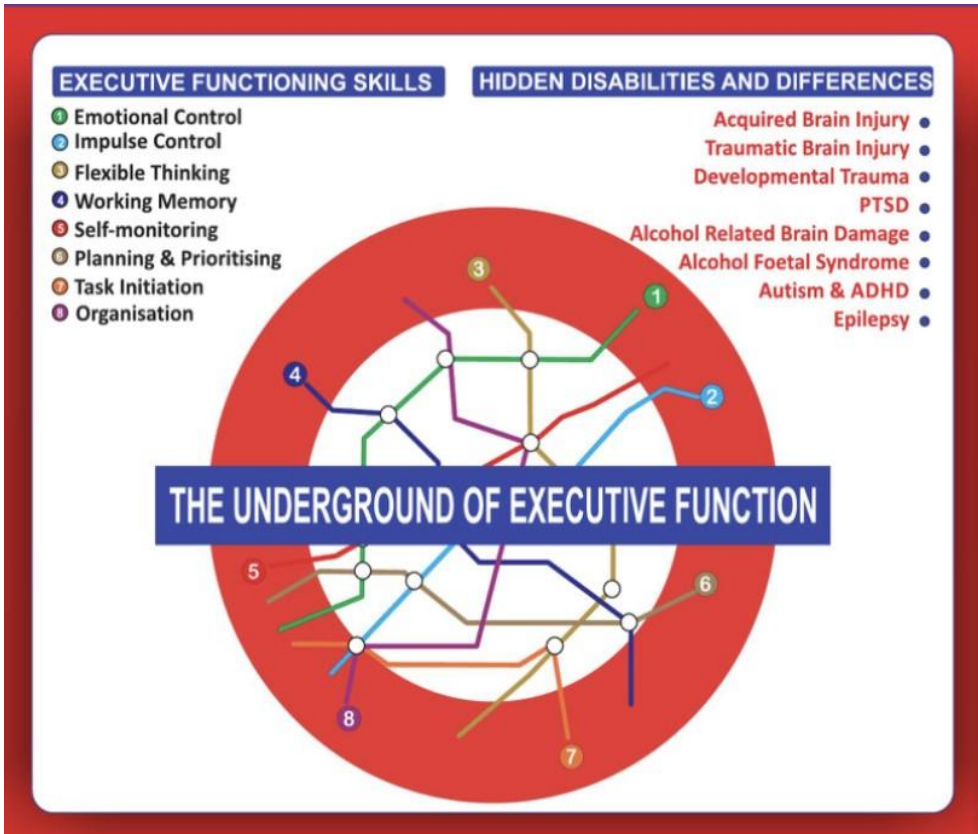 EXECUTIVE FUNCTIONING SKILLS
1 Emotional Control
2 Impulse Control
3 Flexible Thinking
4 Working Memory
5 Self-monitoring
6 Planning & Prioritising
7 Task Initiation
8 Organisation
HIDDEN DISABILITIES AND DIFFERENCES
Acquired Brain Injury
Traumatic Brain Injury
Developmental Trauma
PTSD
Alcohol Related Brain Damage
Alcohol Foetal Syndrome
Autism & ADHD
Epilepsy
3
1
4
2
THE UNDERGROUND OF EXECUTIVE FUNCTION
5
6
8
7